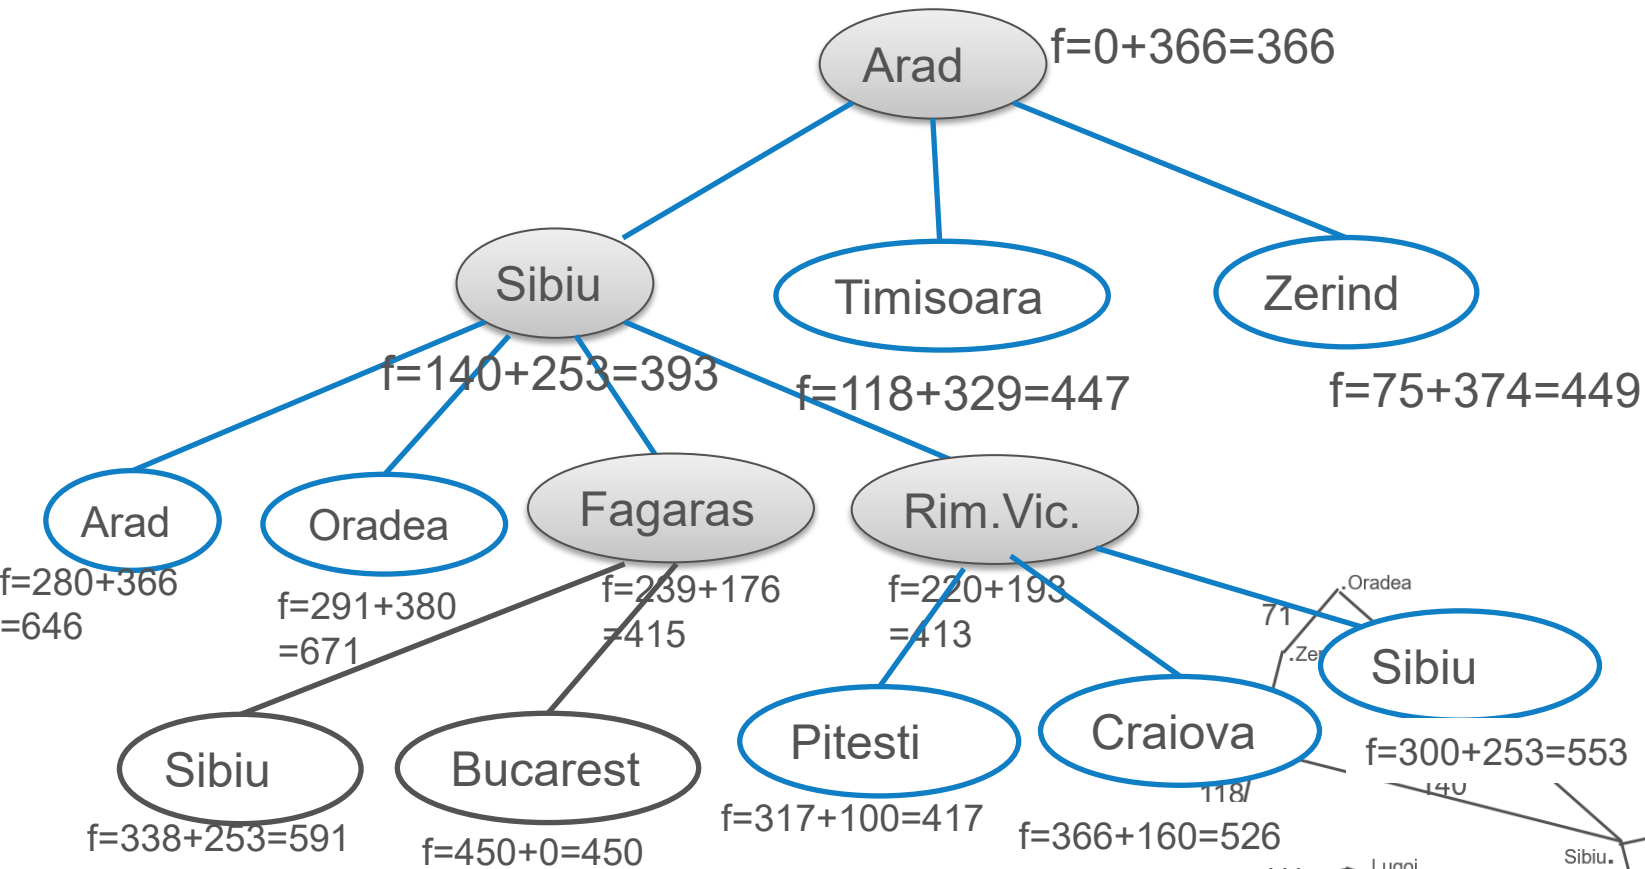 Arad
f=0+366=366
Sibiu
Timisoara
Zerind
f=140+253=393
f=118+329=447
f=75+374=449
Arad
Oradea
Fagaras
Rim.Vic.
f=280+366
=646
f=291+380
=671
f=239+176
=415
f=220+193
=413
.Oradea
71
.Zer
Sibiu
Sibiu
Bucarest
Pitesti
Craiova
f=300+253=553
f=338+253=591
f=450+0=450
f=317+100=417
f=366+160=526
118
140
Sibiu.
Lugoj